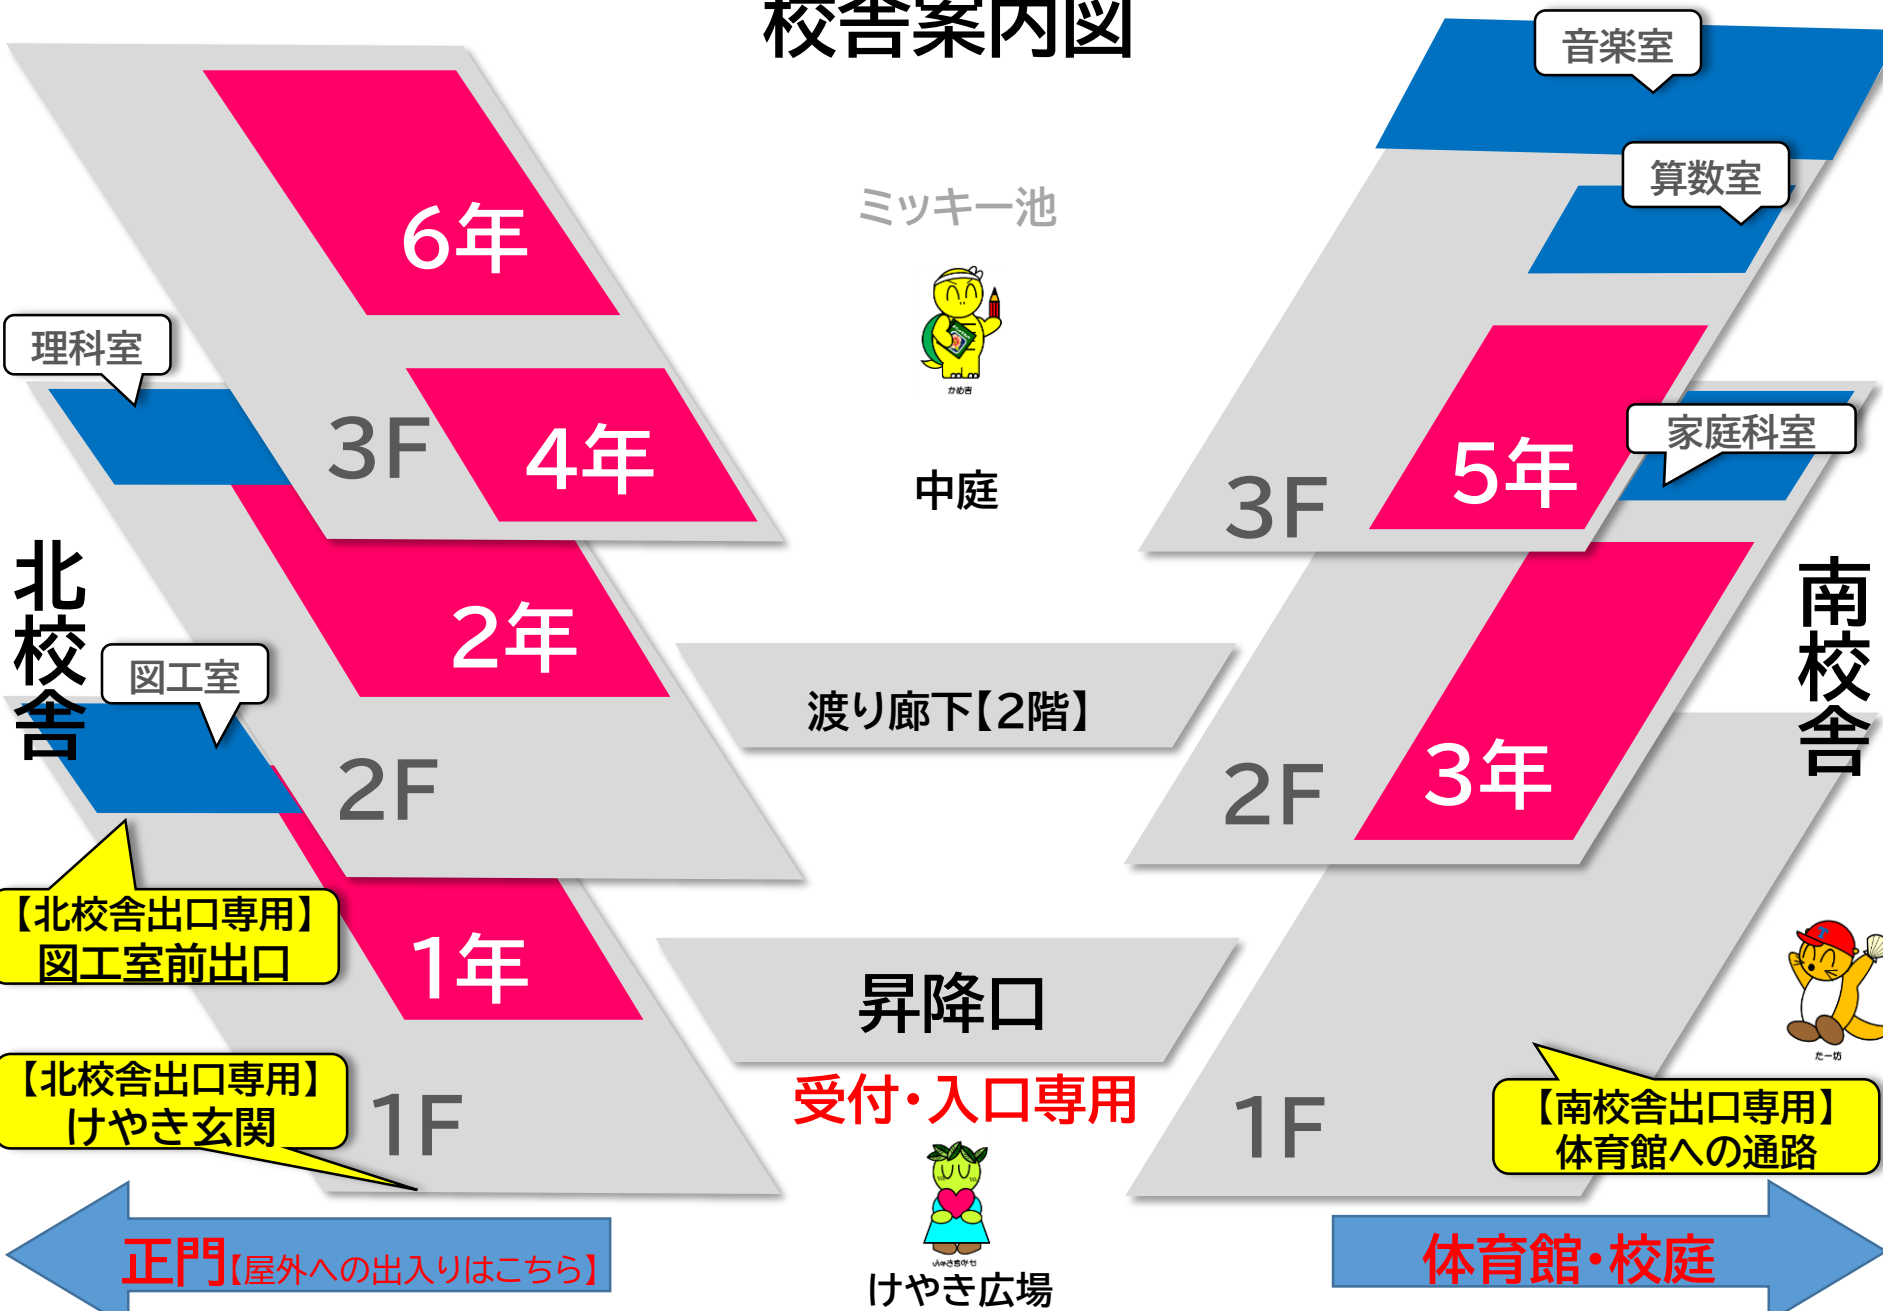 校舎案内図
音楽室
算数室
ミッキー池
6年
理科室
かめ吉
3F
4年
中庭
5年
家庭科室
3F
北校舎
南校舎
2年
図工室
渡り廊下【2階】
2F
2F
3年
【北校舎出口専用】
図工室前出口
1年
昇降口
たー坊
【北校舎出口専用】
けやき玄関
1F
受付・入口専用
1F
【南校舎出口専用】
体育館への通路
正門【屋外への出入りはこちら】
体育館・校庭
けやき広場